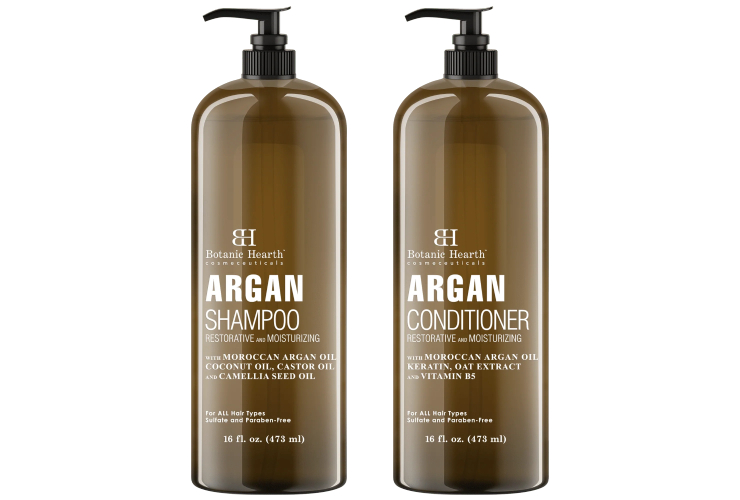 BH
Botanic Hearth™
cosmeceuticals
ARGAN
SHAMPOO
RESTORATIVE AND MOISTURIZING
WITH MOROCCAN ARGAN OIL
COCONUT OIL, CASTOR OIL
AND CAMELLIA SEED OIL
For ALL Hair Types
Sulfate and Paraben-Free
16 fl. oz. (473 ml)
BH
Botanic Hearth™
cosmeceuticals
ARGAN
CONDITIONER
RESTORATIVE AND MOISTURIZING
WITH MOROCCAN ARGAN OIL
KERATIN, OAT EXTRACT
AND VITAMIN B5
For ALL Hair Types
Sulfate and Paraben-Free
16 fl. oz. (473 ml)